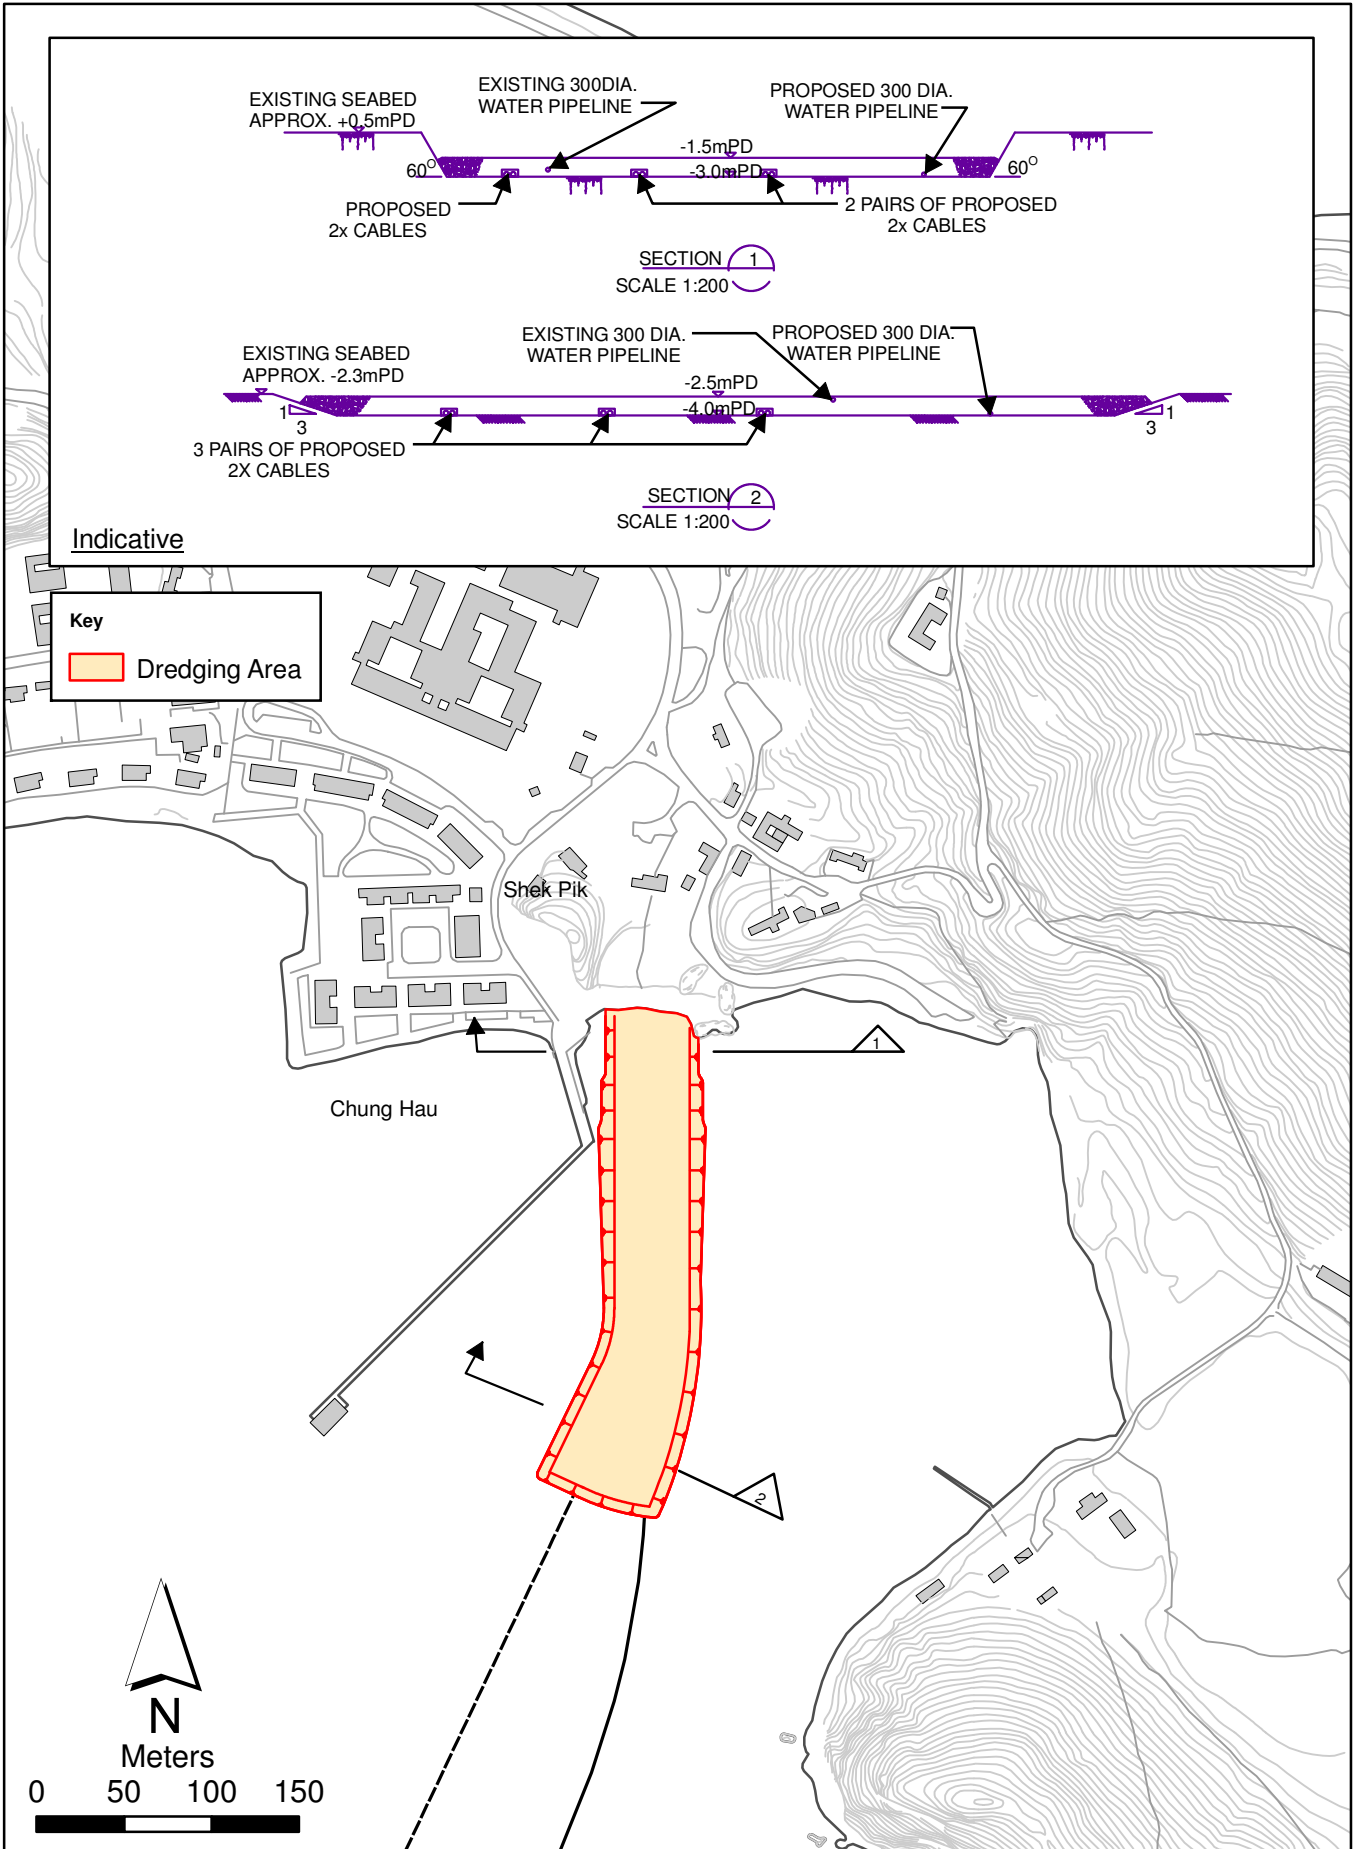 EXISTING SEABED
APPROX. +0.5mPD
EXISTING 300DIA.
WATER PIPELINE
PROPOSED 300 DIA.
WATER PIPELINE
-1.5mPD
-3.0mPD
60O
60O
PROPOSED
2x CABLES
2 PAIRS OF PROPOSED
2x CABLES
SECTION 1
SCALE 1:200
EXISTING SEABED
APPROX. -2.3mPD
EXISTING 300 DIA.
WATER PIPELINE
PROPOSED 300 DIA
WATER PIPELINE
-2.5mPD
-4.0mPD
1
3
1
3
3 PAIRS OF PROPOSED
2X CABLES
SECTION 2
SCALE 1:200
Indicative
Key
Dredging Area
Shek Pik
1
Chung Hau
2
N
Meters
0 50 100 150